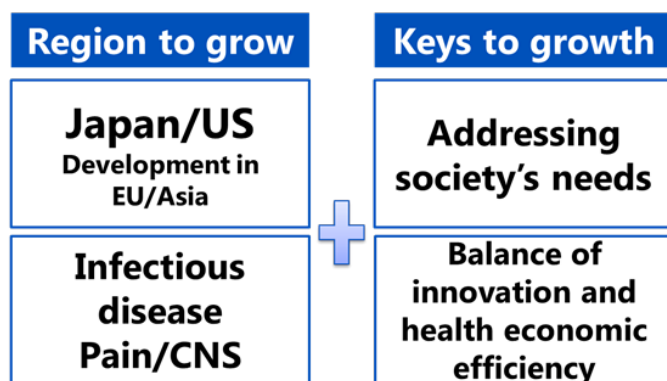 Region to grow
Japan/US
Development in
EU/Asia
Infectious
disease
Pain/CNS
Keys to growth
Addressing
society’s needs
Balance of
innovation and
health economic
efficiency